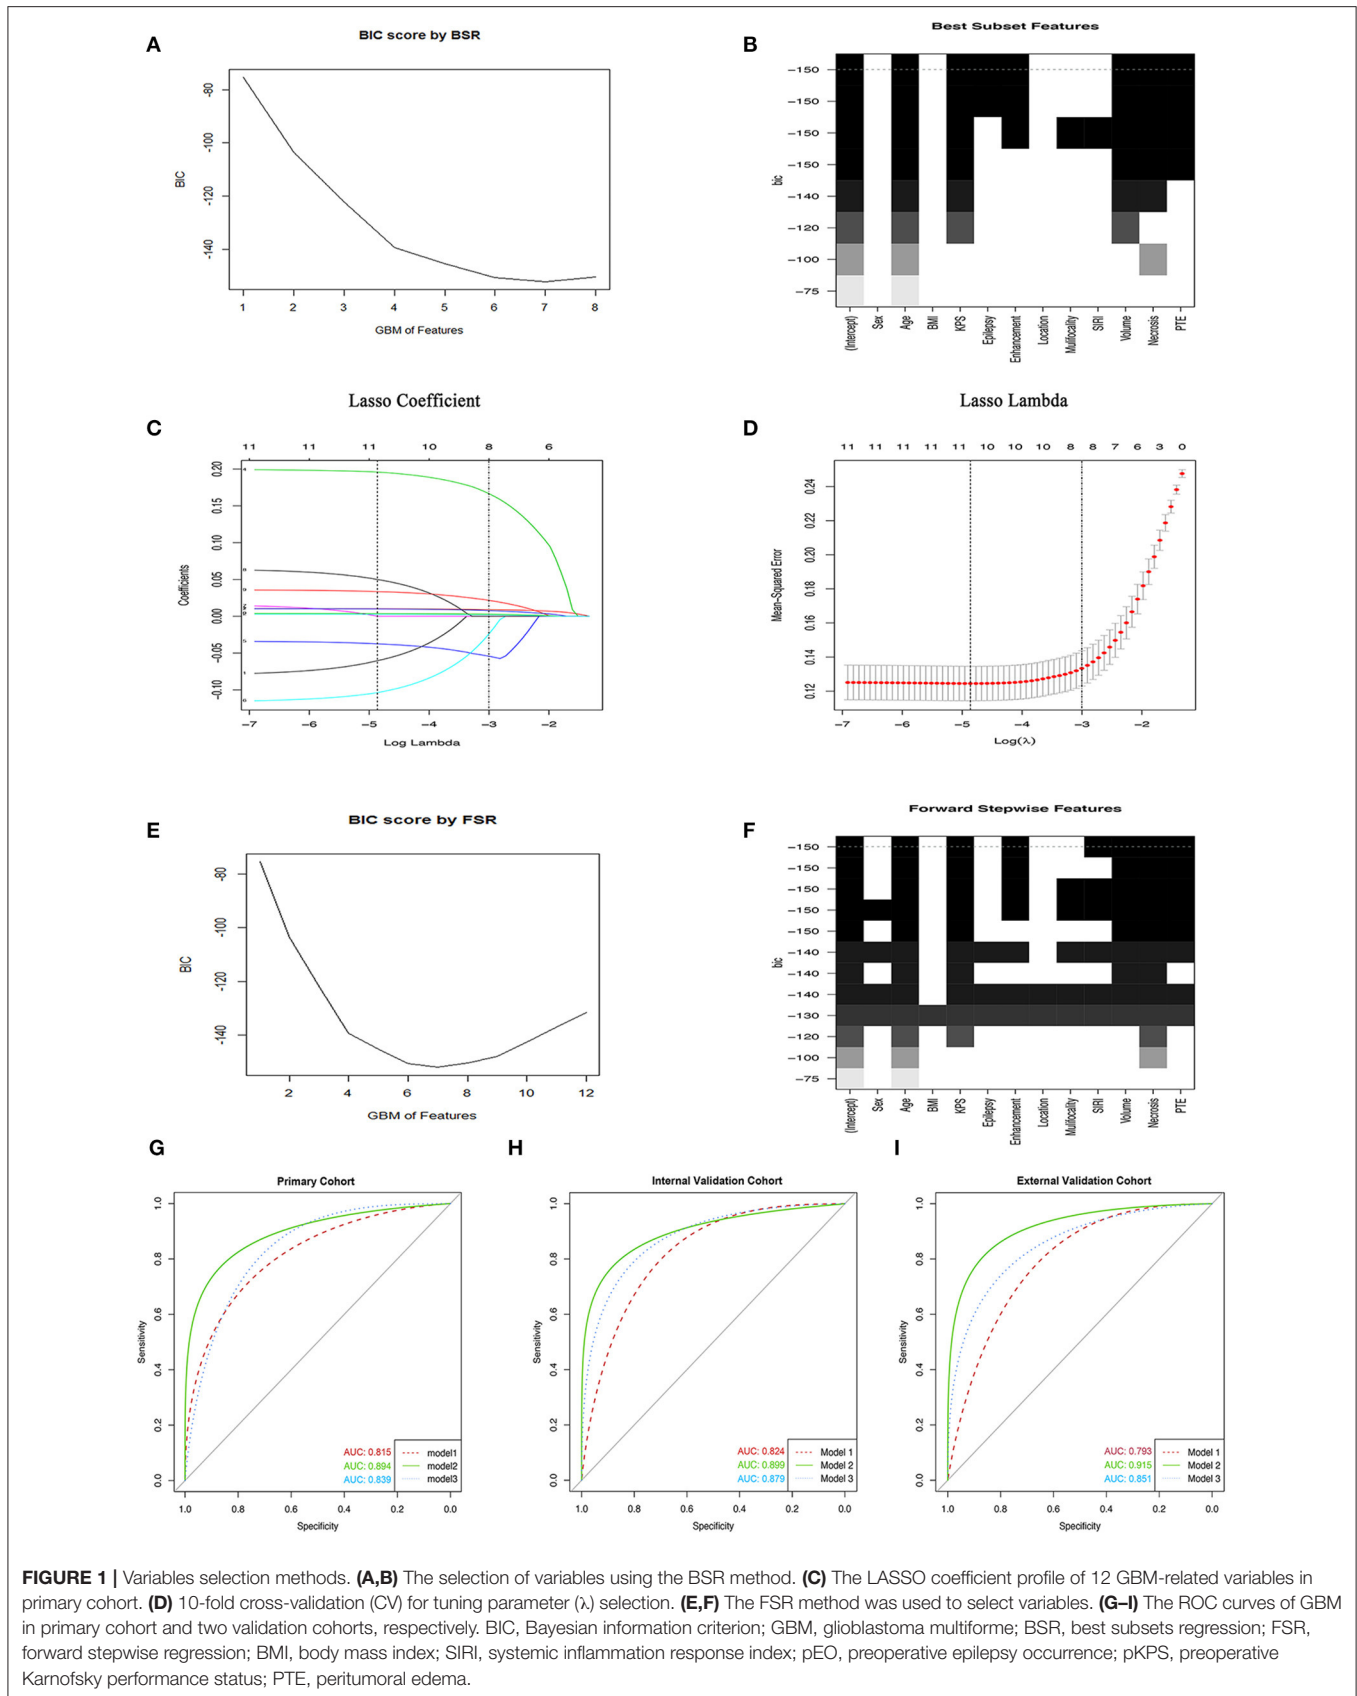 A
BIC score by BSR
BIC
-80
-100
-120
-140
1 2 3 4 5 6 7 8
GBM of Features
B
Best Subset Features
bic
−150
−150
−150
−150
−140
−120
−100
−75
(Intercept)
Sex
Age
BMI
KPS
Epilepsy
Enhancement
Location
Mulifocality
SIRI
Volume
Necrosis
PTE
Lasso Coefficient
C
11 11 11 10 8 6
Coefficients
0.20
0.15
0.10
0.05
0.00
−0.05
−0.10
−7 −6 −5 −4 −3 −2
Log Lambda
Lasso Lambda
D
11 11 11 11 11 10 10 10 8 8 7 6 3 0
Mean−Squared Error
0.24
0.22
0.20
0.18
0.16
0.14
0.12
−7 −6 −5 −4 −3 −2
Log(λ)
E
BIC score by FSR
BIC
-80
-100
-120
-140
2 4 6 8 10 12
GBM of Features
F
Forward Stepwise Features
bic
−150
−150
−150
−150
−150
−140
−140
−140
−130
−120
−100
−75
(Intercept)
Sex
Age
BMI
KPS
Epilepsy
Enhancement
Location
Mulifocality
SIRI
Volume
Necrosis
PTE
G
Primary Cohort
Sensitivity
1.0
0.8
0.6
0.4
0.2
0.0
AUC: 0.815 model1
AUC: 0.894 model2
AUC: 0.839 model3
1.0 0.8 0.6 0.4 0.2 0.0
Specificity
H
Internal Validation Cohort
Sensitivity
1.0
0.8
0.6
0.4
0.2
0.0
AUC: 0.824 Model 1
AUC: 0.899 Model 2
AUC: 0.879 Model 3
1.0 0.8 0.6 0.4 0.2 0.0
Specificity
I
External Validation Cohort
Sensitivity
1.0
0.8
0.6
0.4
0.2
0.0
AUC: 0.793 Model 1
AUC: 0.915 Model 2
AUC: 0.851 Model 3
1.0 0.8 0.6 0.4 0.2 0.0
Specificity
FIGURE 1 | Variables selection methods. (A,B) The selection of variables using the BSR method. (C) The LASSO coefficient profile of 12 GBM-related variables in
primary cohort. (D) 10-fold cross-validation (CV) for tuning parameter (λ) selection. (E,F) The FSR method was used to select variables. (G–I) The ROC curves of GBM
in primary cohort and two validation cohorts, respectively. BIC, Bayesian information criterion; GBM, glioblastoma multiforme; BSR, best subsets regression; FSR,
forward stepwise regression; BMI, body mass index; SIRI, systemic inflammation response index; pEO, preoperative epilepsy occurrence; pKPS, preoperative
Karnofsky performance status; PTE, peritumoral edema.